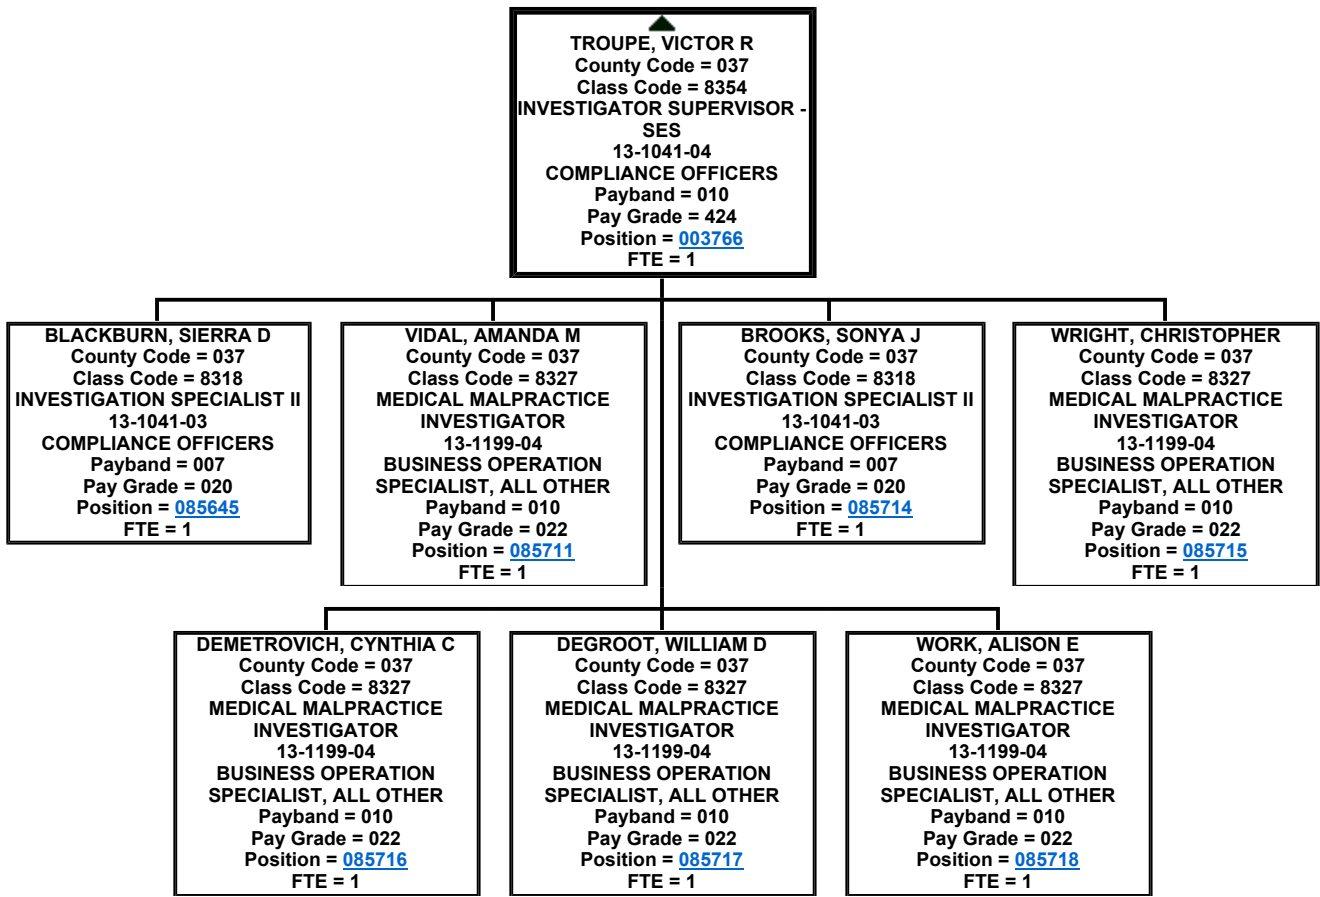 TROUPE, VICTOR R
County Code = 037
Class Code = 8354
INVESTIGATOR SUPERVISOR -
SES
13-1041-04
COMPLIANCE OFFICERS
Payband = 010
Pay Grade = 424
Position = 003766
FTE = 1
BLACKBURN, SIERRA D
County Code = 037
Class Code = 8318
INVESTIGATION SPECIALIST II
13-1041-03
COMPLIANCE OFFICERS
Payband = 007
Pay Grade = 020
Position = 085645
FTE = 1
VIDAL, AMANDA M
County Code = 037
Class Code = 8327
MEDICAL MALPRACTICE
INVESTIGATOR
13-1199-04
BUSINESS OPERATION
SPECIALIST, ALL OTHER
Payband = 010
Pay Grade = 022
Position = 085711
FTE = 1
BROOKS, SONYA J
County Code = 037
Class Code = 8318
INVESTIGATION SPECIALIST II
13-1041-03
COMPLIANCE OFFICERS
Payband = 007
Pay Grade = 020
Position = 085714
FTE = 1
WRIGHT, CHRISTOPHER
County Code = 037
Class Code = 8327
MEDICAL MALPRACTICE
INVESTIGATOR
13-1199-04
BUSINESS OPERATION
SPECIALIST, ALL OTHER
Payband = 010
Pay Grade = 022
Position = 085715
FTE = 1
DEMETROVICH, CYNTHIA C
County Code = 037
Class Code = 8327
MEDICAL MALPRACTICE
INVESTIGATOR
13-1199-04
BUSINESS OPERATION
SPECIALIST, ALL OTHER
Payband = 010
Pay Grade = 022
Position = 085716
FTE = 1
DEGROOT, WILLIAM D
County Code = 037
Class Code = 8327
MEDICAL MALPRACTICE
INVESTIGATOR
13-1199-04
BUSINESS OPERATION
SPECIALIST, ALL OTHER
Payband = 010
Pay Grade = 022
Position = 085717
FTE = 1
WORK, ALISON E
County Code = 037
Class Code = 8327
MEDICAL MALPRACTICE
INVESTIGATOR
13-1199-04
BUSINESS OPERATION
SPECIALIST, ALL OTHER
Payband = 010
Pay Grade = 022
Position = 085718
FTE = 1